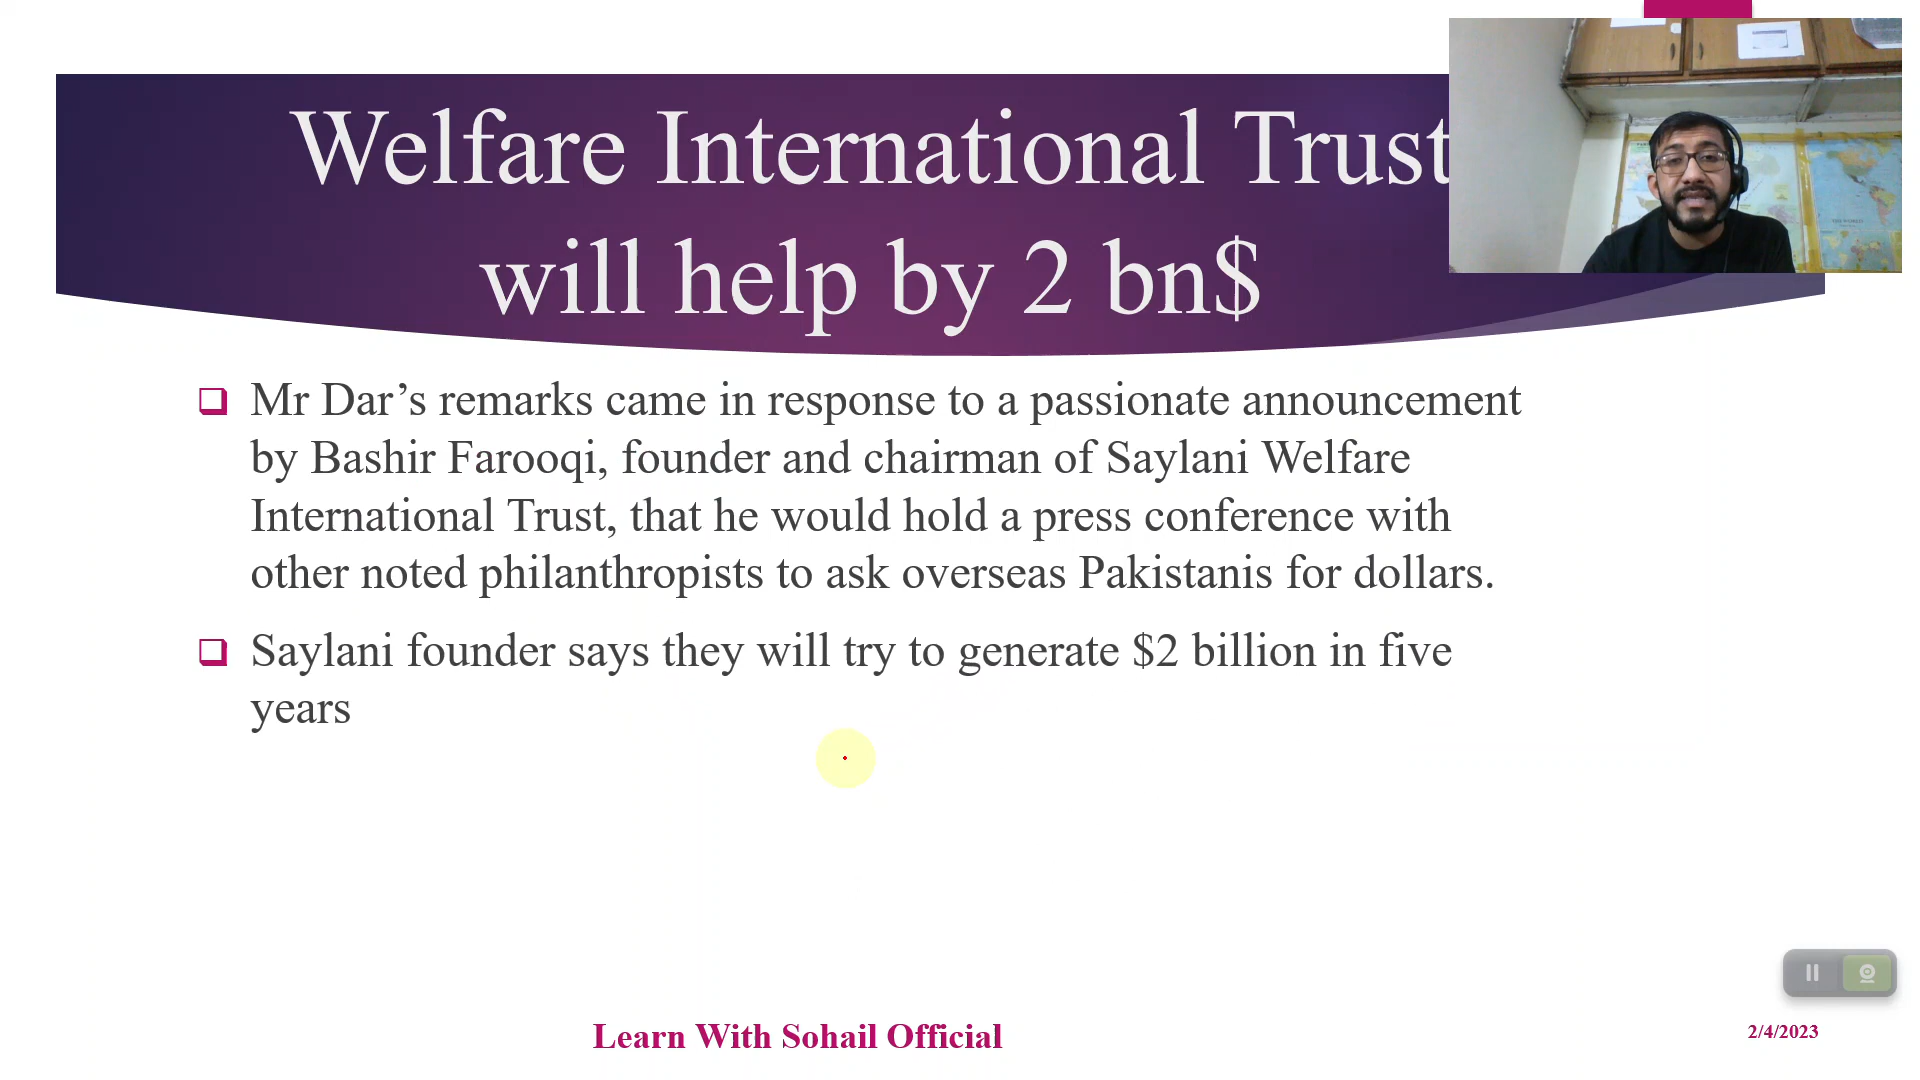 Welfare International Trust
will help by 2 bn$
Mr Dar’s remarks came in response to a passionate announcement
by Bashir Farooqi, founder and chairman of Saylani Welfare
International Trust, that he would hold a press conference with
other noted philanthropists to ask overseas Pakistanis for dollars.
Saylani founder says they will try to generate $2 billion in five
years
Learn With Sohail Official
2/4/2023